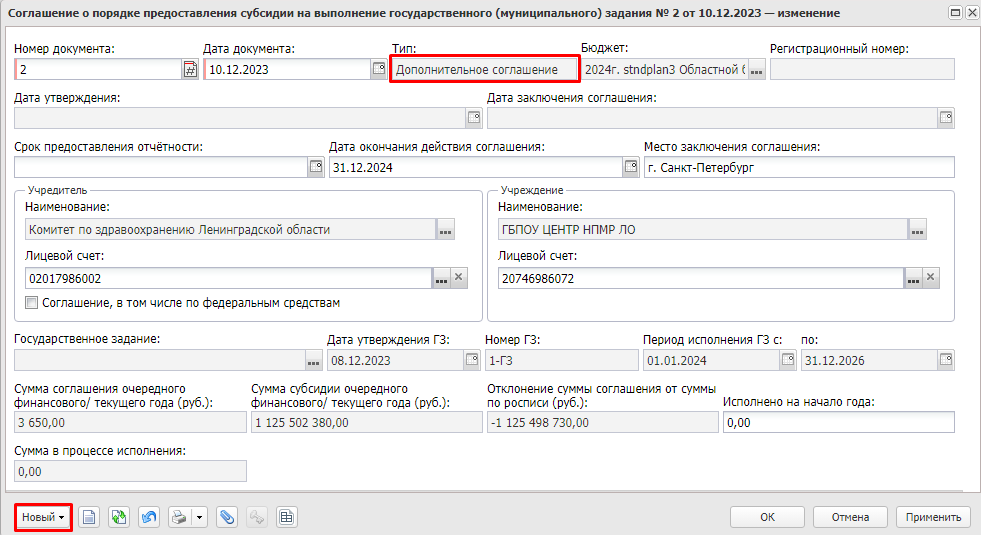 Соглашение о порядке предоставления субсидии на выполнение государственного (муниципального) задания № 2 от 10.12.2023 — изменение
Номер документа: Дата документа: Тип: Бюджет: Регистрационный номер:
2 10.12.2023 Дополнительное соглашение 2024г. stndplan3 Областной б ...
Дата утверждения: Дата заключения соглашения:
Срок предоставления отчётности: Дата окончания действия соглашения: Место заключения соглашения:
31.12.2024 г. Санкт-Петербург
Учредитель Учреждение
Наименование: Наименование:
Комитет по здравоохранению Ленинградской области ... ГБПОУ ЦЕНТР НПМР ЛО ...
Лицевой счет: Лицевой счет:
02017986002 ... 20746986072 ...
Соглашение, в том числе по федеральным средствам
Государственное задание: Дата утверждения ГЗ: Номер ГЗ: Период исполнения ГЗ с: по:
... 08.12.2023 1-ГЗ 01.01.2024 31.12.2026
Сумма соглашения очередного Сумма субсидии очередного Отклонение суммы соглашения от суммы
финансового/ текущего года (руб.): финансового/ текущего года (руб.): по росписи (руб.): Исполнено на начало года:
3 650,00 1 125 502 380,00 -1 125 498 730,00 0,00
Сумма в процессе исполнения:
0,00
Новый ОК Отмена Применить